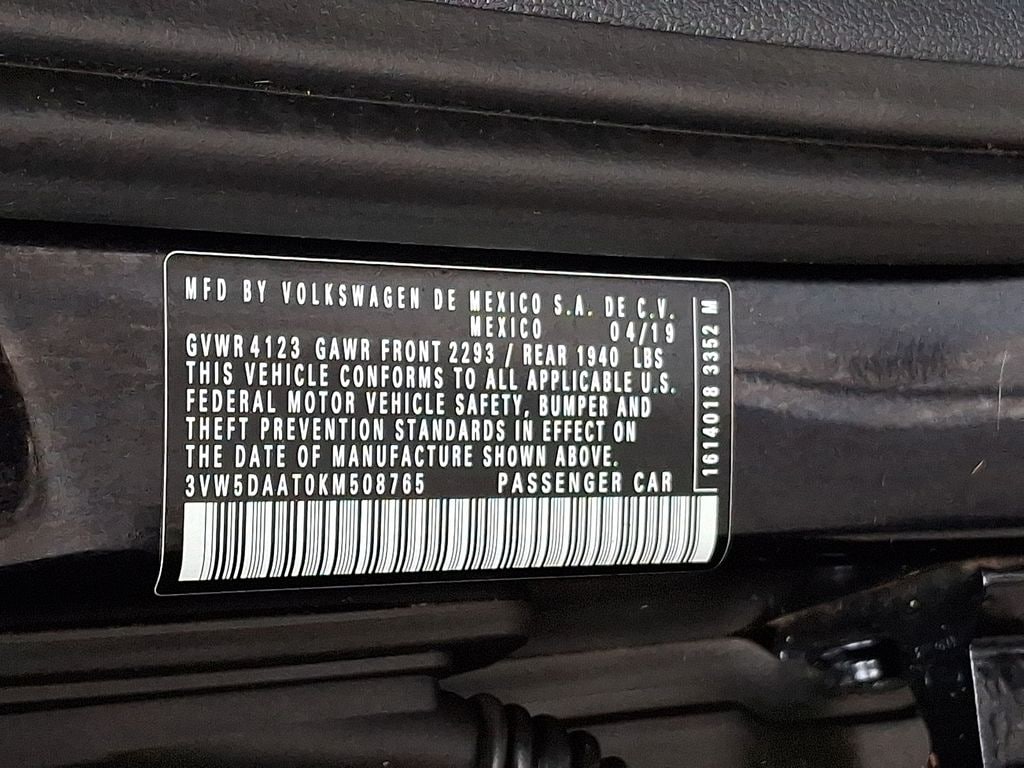 MFD BY VOLKSWAGEN DE MEXICO S.A. DE C.V.
MEXICO 04/19
GVWR 4123 GAWR FRONT 2293 / REAR 1940 LBS
THIS VEHICLE CONFORMS TO ALL APPLICABLE U.S.
FEDERAL MOTOR VEHICLE SAFETY, BUMPER AND
THEFT PREVENTION STANDARDS IN EFFECT ON
THE DATE OF MANUFACTURE SHOWN ABOVE.
3VW5DAAT0KM508765 PASSENGER CAR
1614018 3352 M